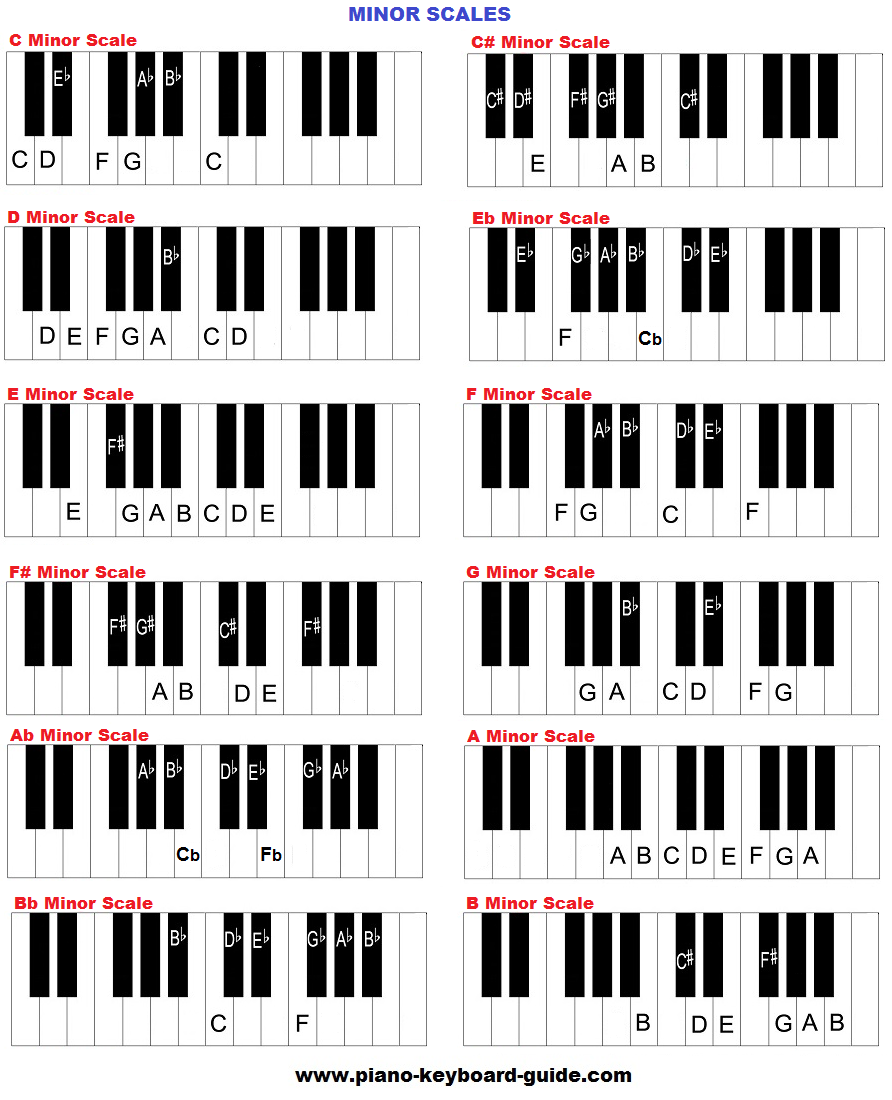 MINOR SCALES
C Minor Scale
E♭ A♭ B♭
C D F G C
C# Minor Scale
C# D# F# G# C#
E A B
D Minor Scale
B♭
D E F G A C D
Eb Minor Scale
E♭ G♭ A♭ B♭ D♭ E♭
F Cb
E Minor Scale
F#
E G A B C D E
F Minor Scale
A♭ B♭ D♭ E♭
F G C F
F# Minor Scale
F# G# C# F#
A B D E
G Minor Scale
B♭ E♭
G A C D F G
Ab Minor Scale
A♭ B♭ D♭ E♭ G♭ A♭
Cb Fb
A Minor Scale
A B C D E F G A
Bb Minor Scale
B♭ D♭ E♭ G♭ A♭ B♭
C F
B Minor Scale
C# F#
B D E G A B
www.piano-keyboard-guide.com